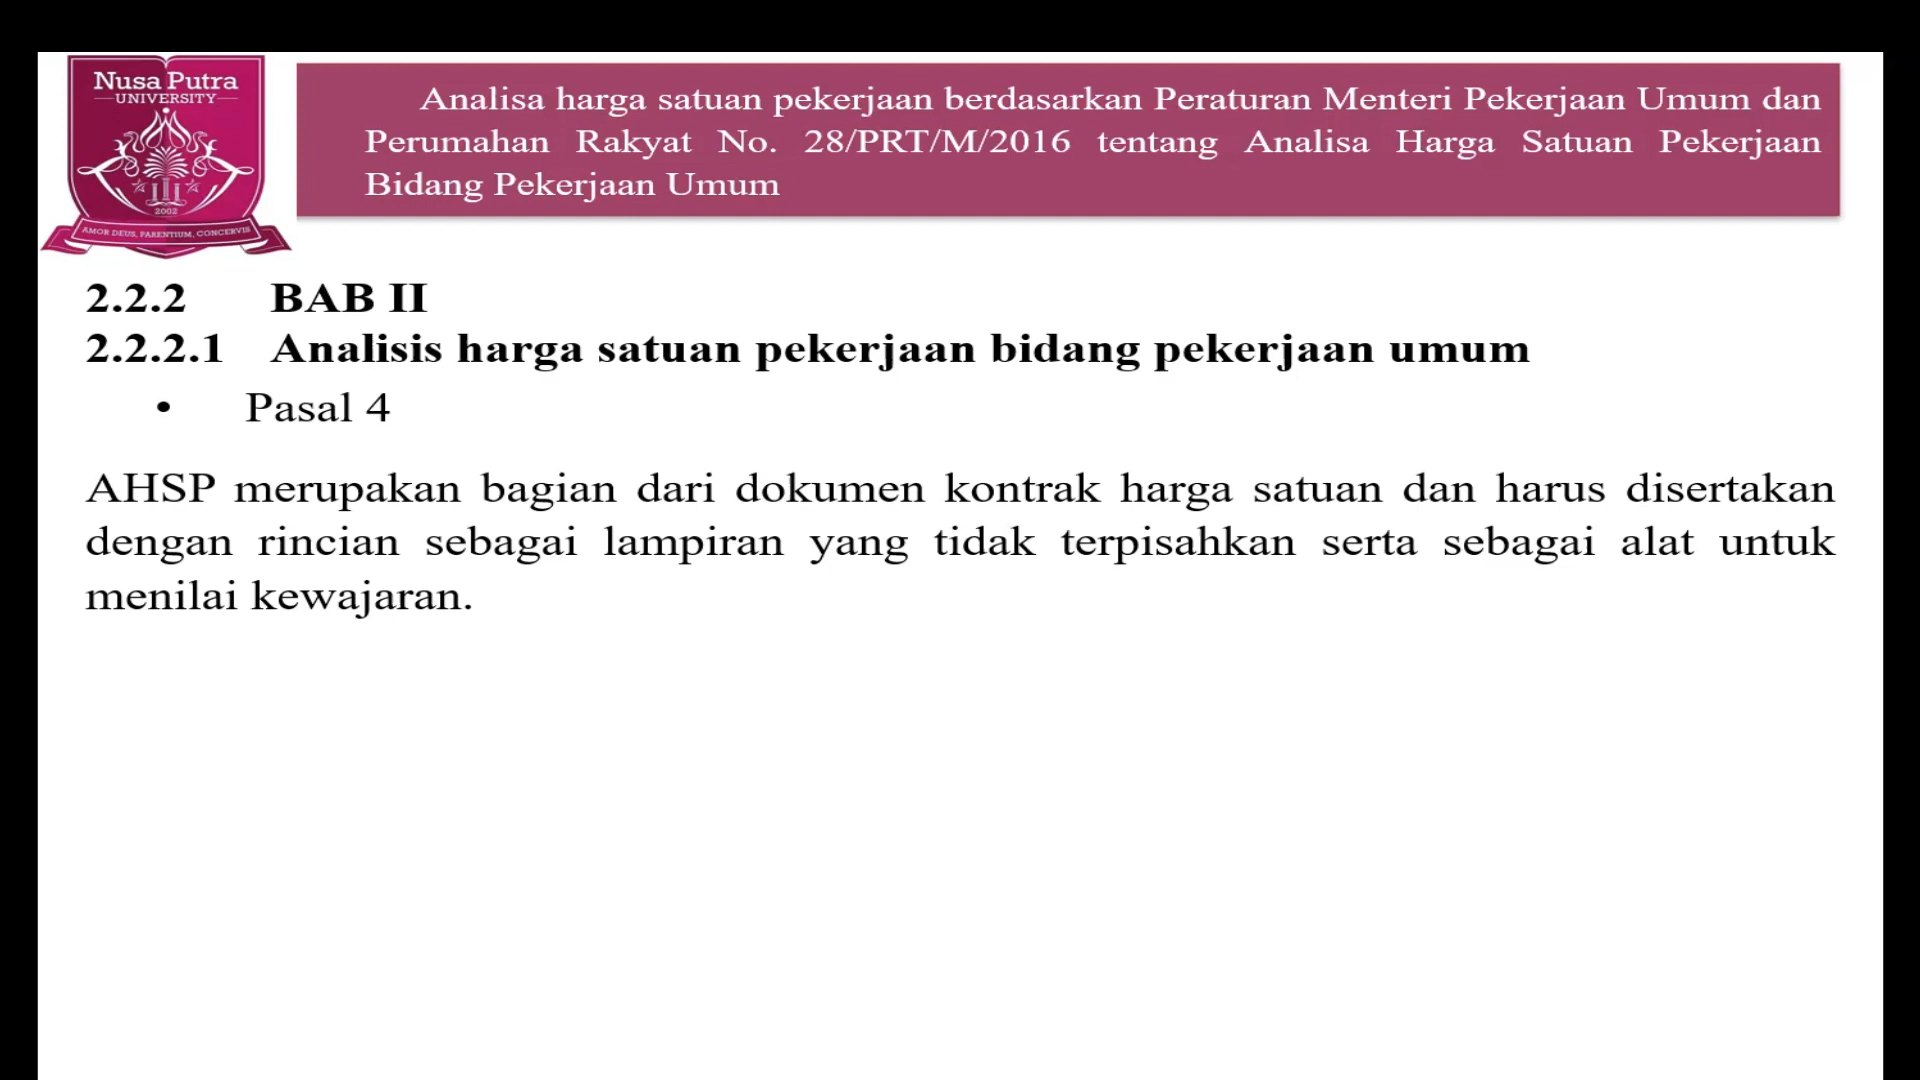 Nusa Putra
UNIVERSITY
2002
AMOR DEUS, PARENTIUM, CONCERVIS
Analisa harga satuan pekerjaan berdasarkan Peraturan Menteri Pekerjaan Umum dan
Perumahan Rakyat No. 28/PRT/M/2016 tentang Analisa Harga Satuan Pekerjaan
Bidang Pekerjaan Umum
2.2.2 BAB II
2.2.2.1 Analisis harga satuan pekerjaan bidang pekerjaan umum
• Pasal 4
AHSP merupakan bagian dari dokumen kontrak harga satuan dan harus disertakan
dengan rincian sebagai lampiran yang tidak terpisahkan serta sebagai alat untuk
menilai kewajaran.